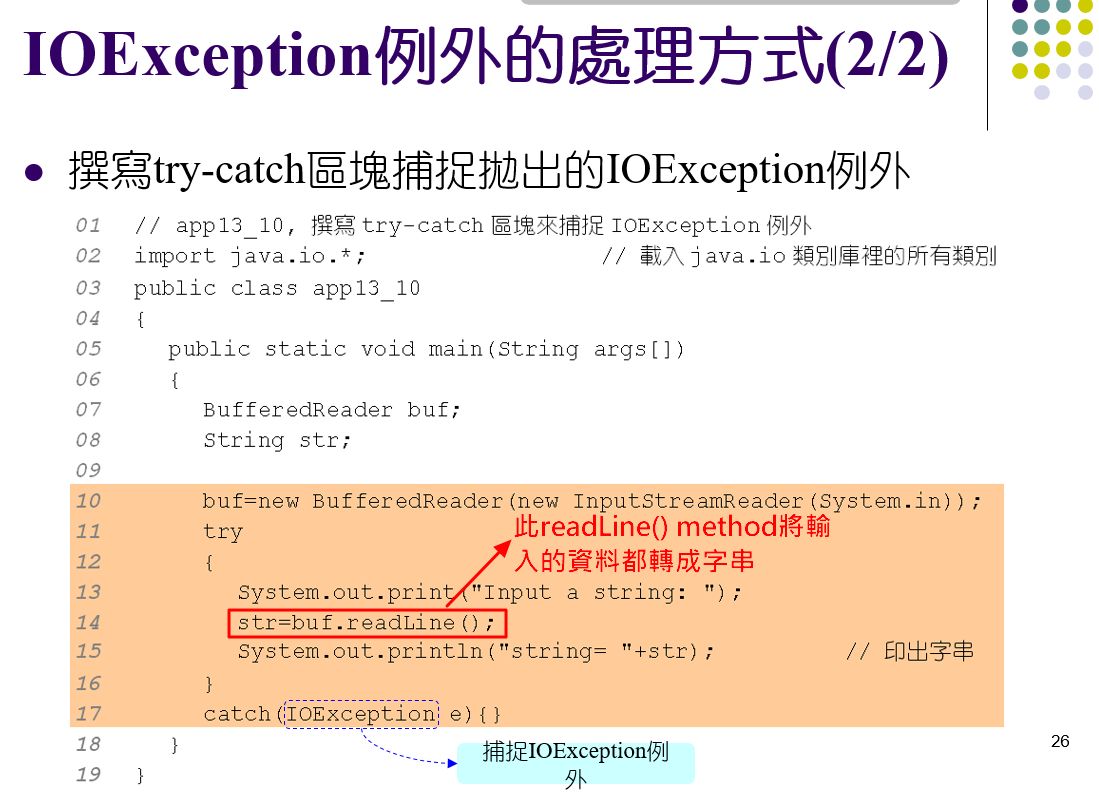 IOException例外的處理方式(2/2)
撰寫try-catch區塊捕捉拋出的IOException例外
01 // app13_10, 撰寫 try-catch 區塊來捕捉 IOException 例外
02 import java.io.*; // 載入 java.io 類別庫裡的所有類別
03 public class app13_10
04 {
05 public static void main(String args[])
06 {
07 BufferedReader buf;
08 String str;
09
10 buf=new BufferedReader(new InputStreamReader(System.in));
11 try
此readLine() method將輸
12 {
入的資料都轉成字串
13 System.out.print("Input a string: ");
14 str=buf.readLine();
15 System.out.println("string= "+str); // 印出字串
16 }
17 catch(IOException e){}
18 }
捕捉IOException例
外
19 }
26